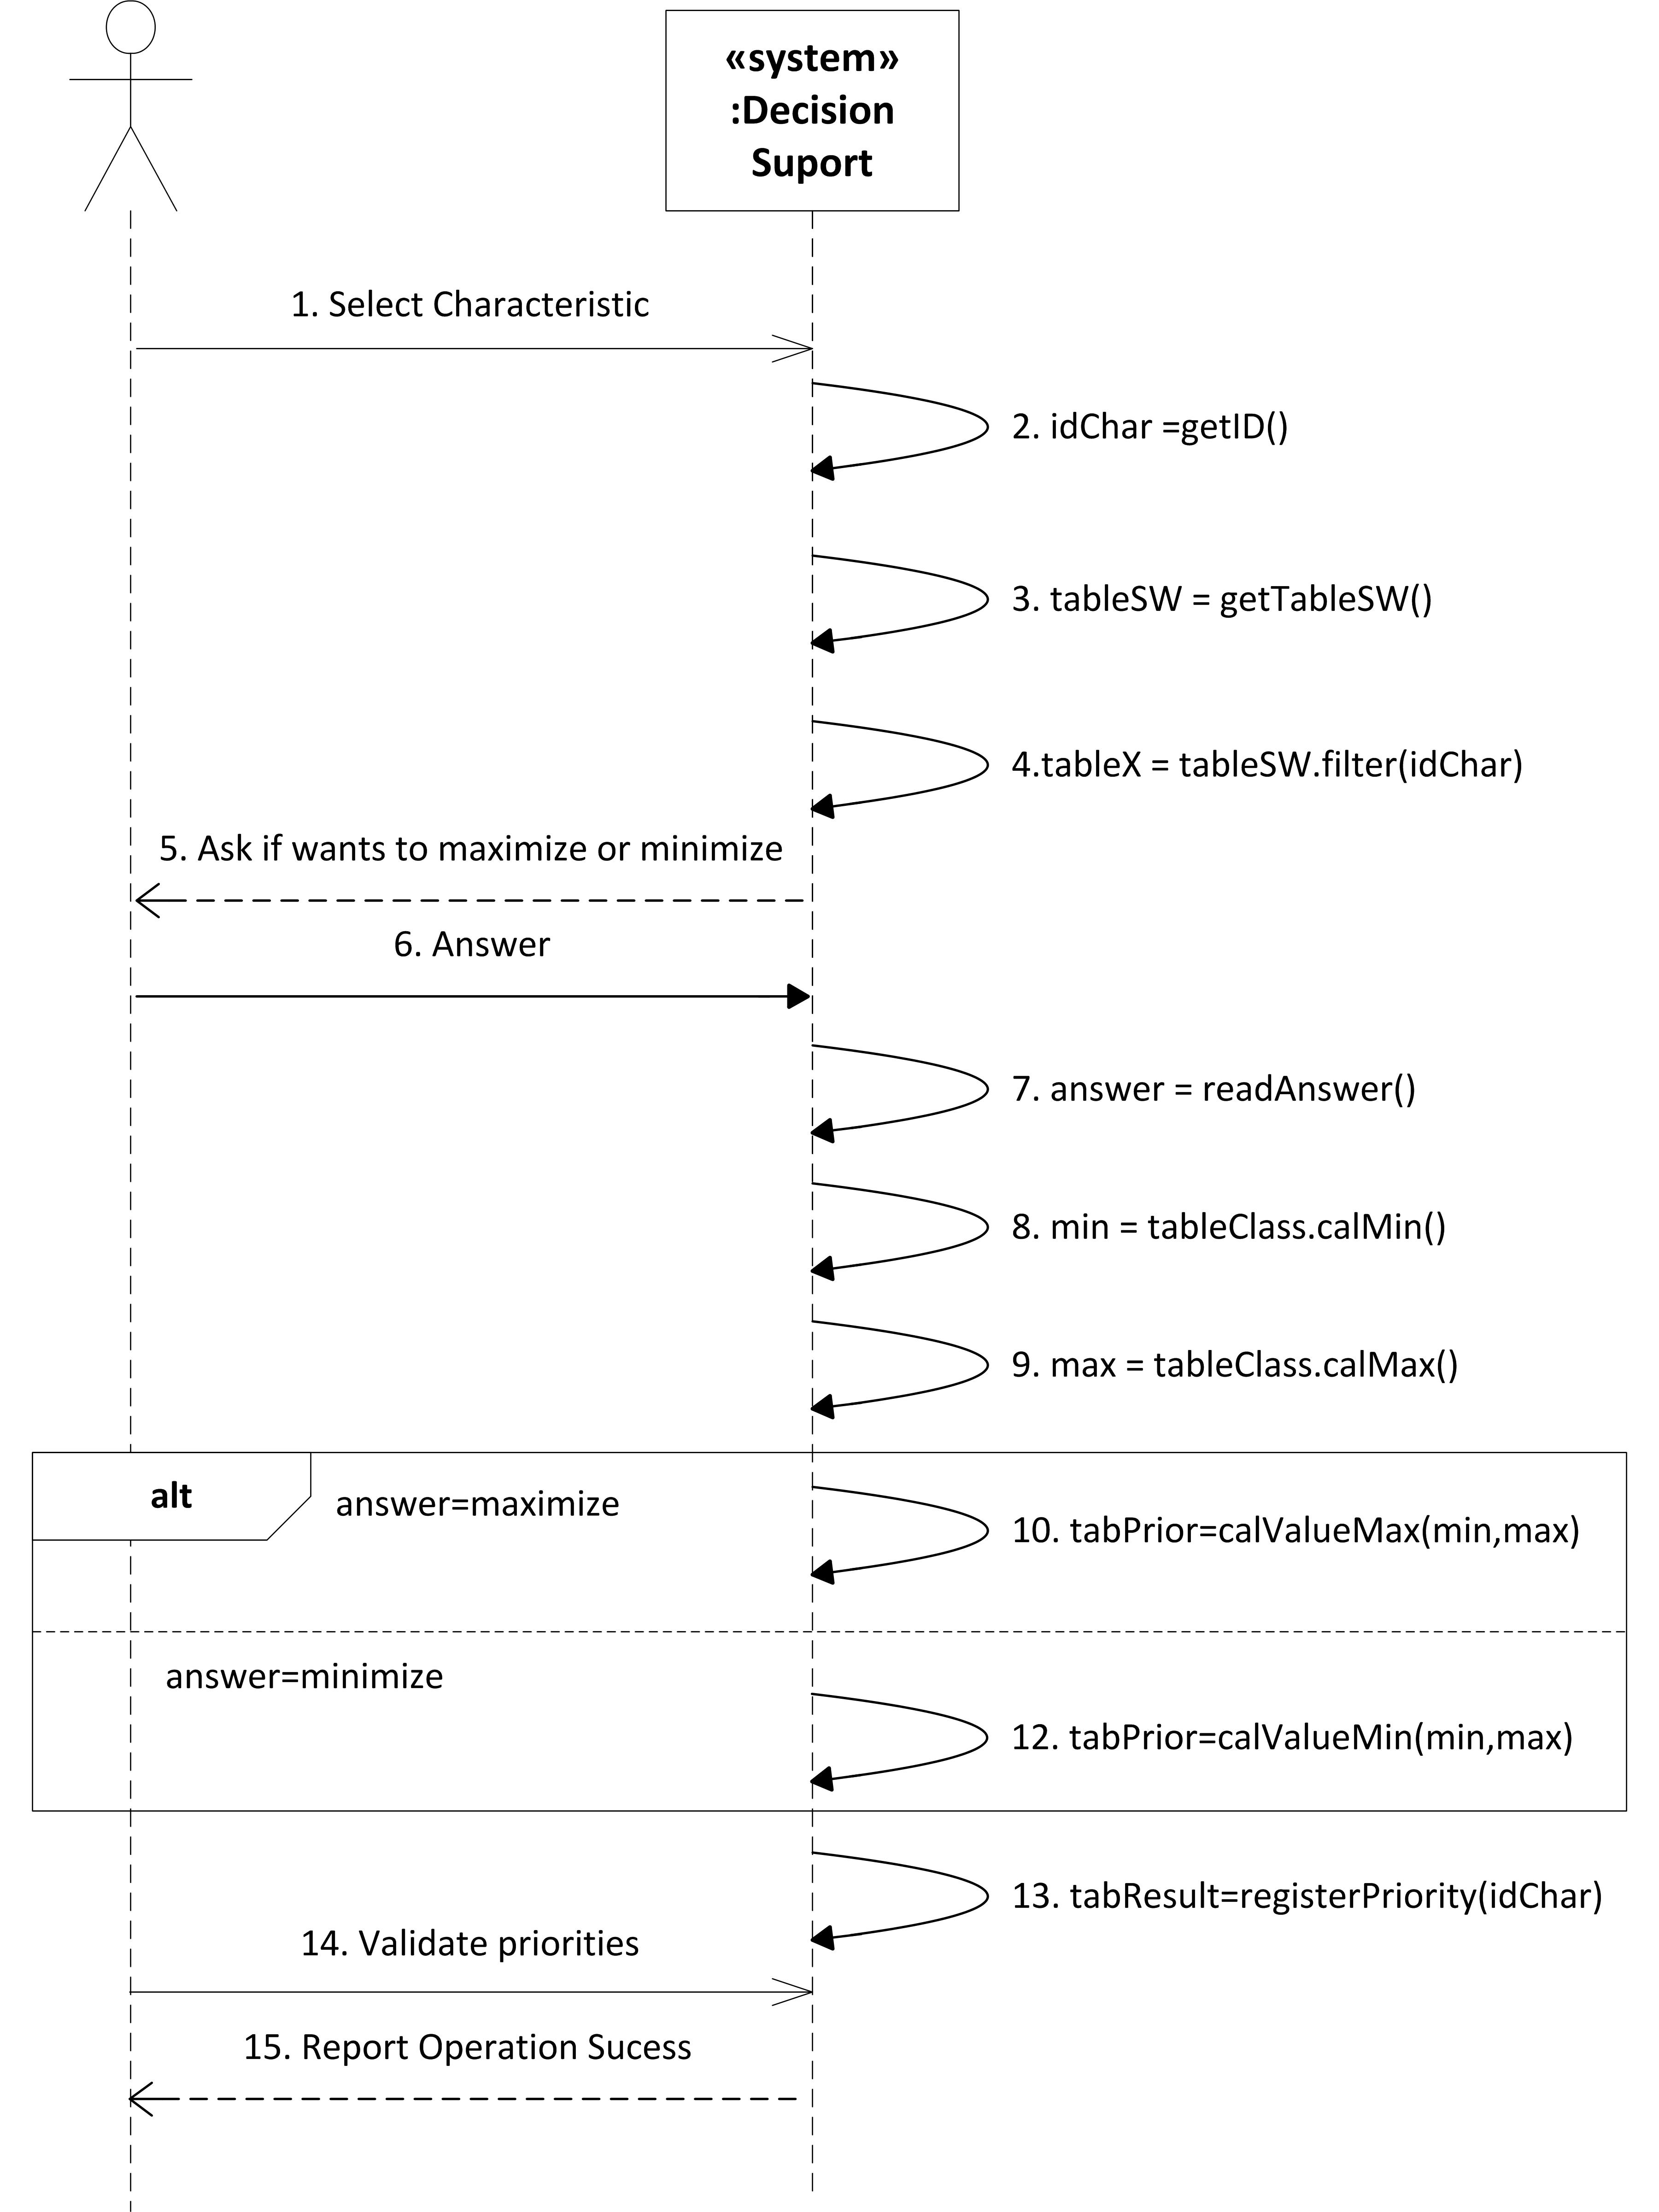 «system»
:Decision
Suport
1. Select Characteristic
2. idChar =getID()
3. tableSW = getTableSW()
4.tableX = tableSW.filter(idChar)
5. Ask if wants to maximize or minimize
6. Answer
7. answer = readAnswer()
8. min = tableClass.calMin()
9. max = tableClass.calMax()
alt
answer=maximize
10. tabPrior=calValueMax(min,max)
answer=minimize
12. tabPrior=calValueMin(min,max)
13. tabResult=registerPriority(idChar)
14. Validate priorities
15. Report Operation Sucess